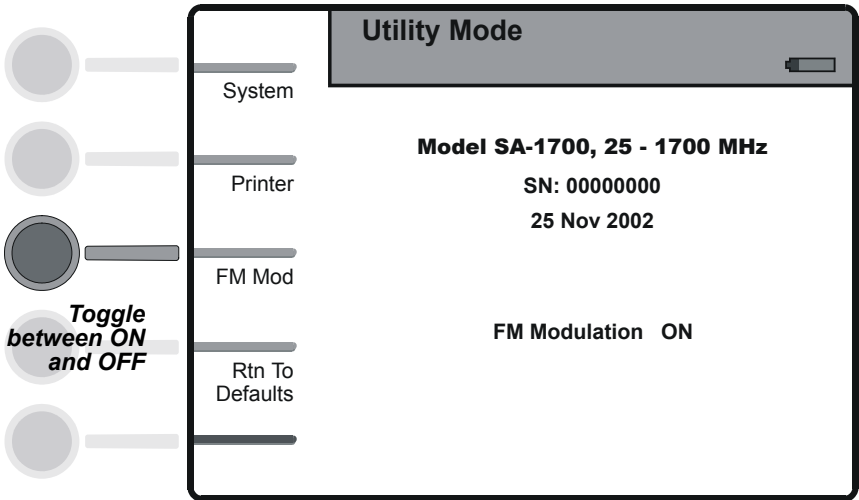 Utility Mode
System
Printer
FM Mod
Rtn To
Defaults
Toggle
between ON
and OFF
Model SA-1700, 25 - 1700 MHz
SN: 00000000
25 Nov 2002
FM Modulation ON